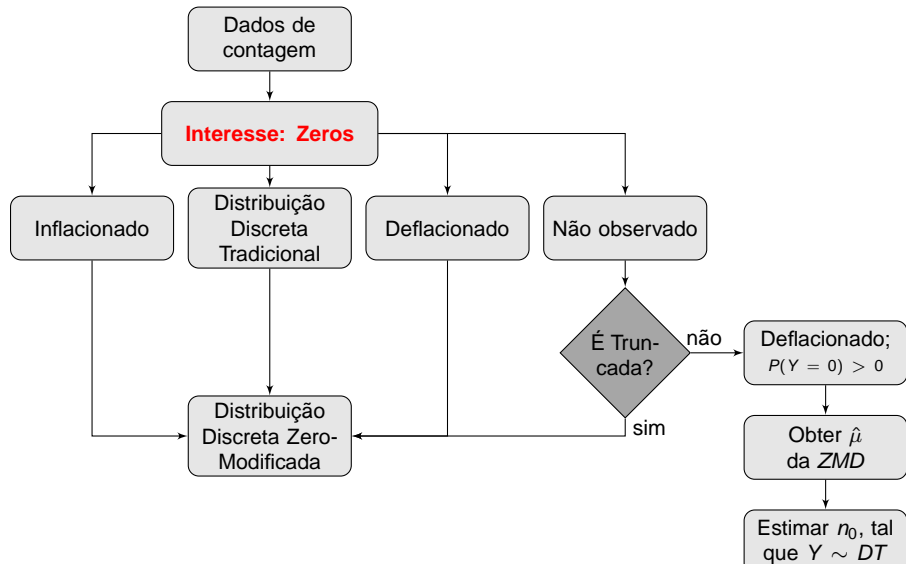 Dados de
contagem
Interesse: Zeros
Inflacionado
Distribuição
Discreta
Tradicional
Deflacionado
Não observado
É Trun-
cada?
não
sim
Deflacionado;
P(Y = 0) > 0
Distribuição
Discreta Zero-
Modificada
Obter μ̂
da ZMD
Estimar n₀, tal
que Y ∼ DT